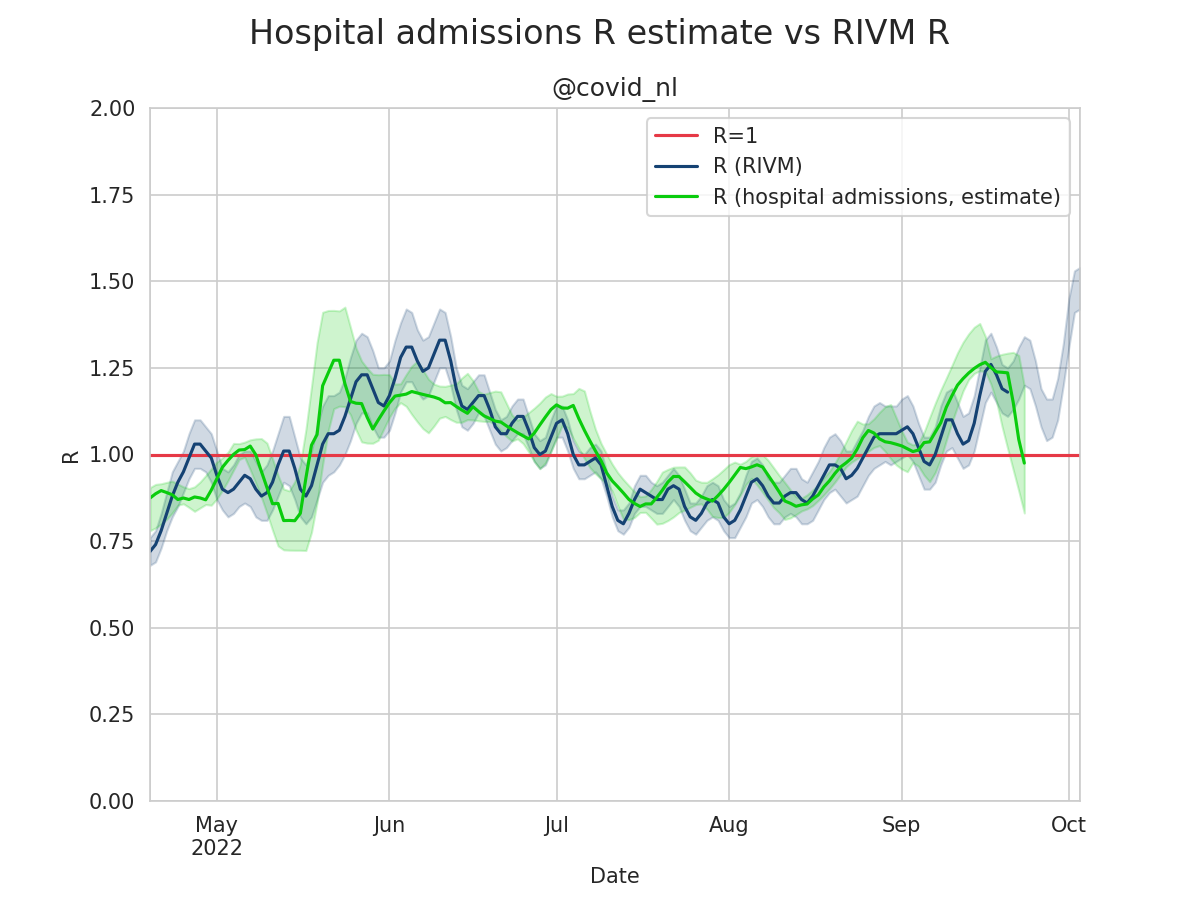 Hospital admissions R estimate vs RIVM R
@covid_nl
R=1
R (RIVM)
R (hospital admissions, estimate)
2.00
1.75
1.50
1.25
1.00
0.75
0.50
0.25
0.00
R
May Jun Jul Aug Sep Oct
2022
Date